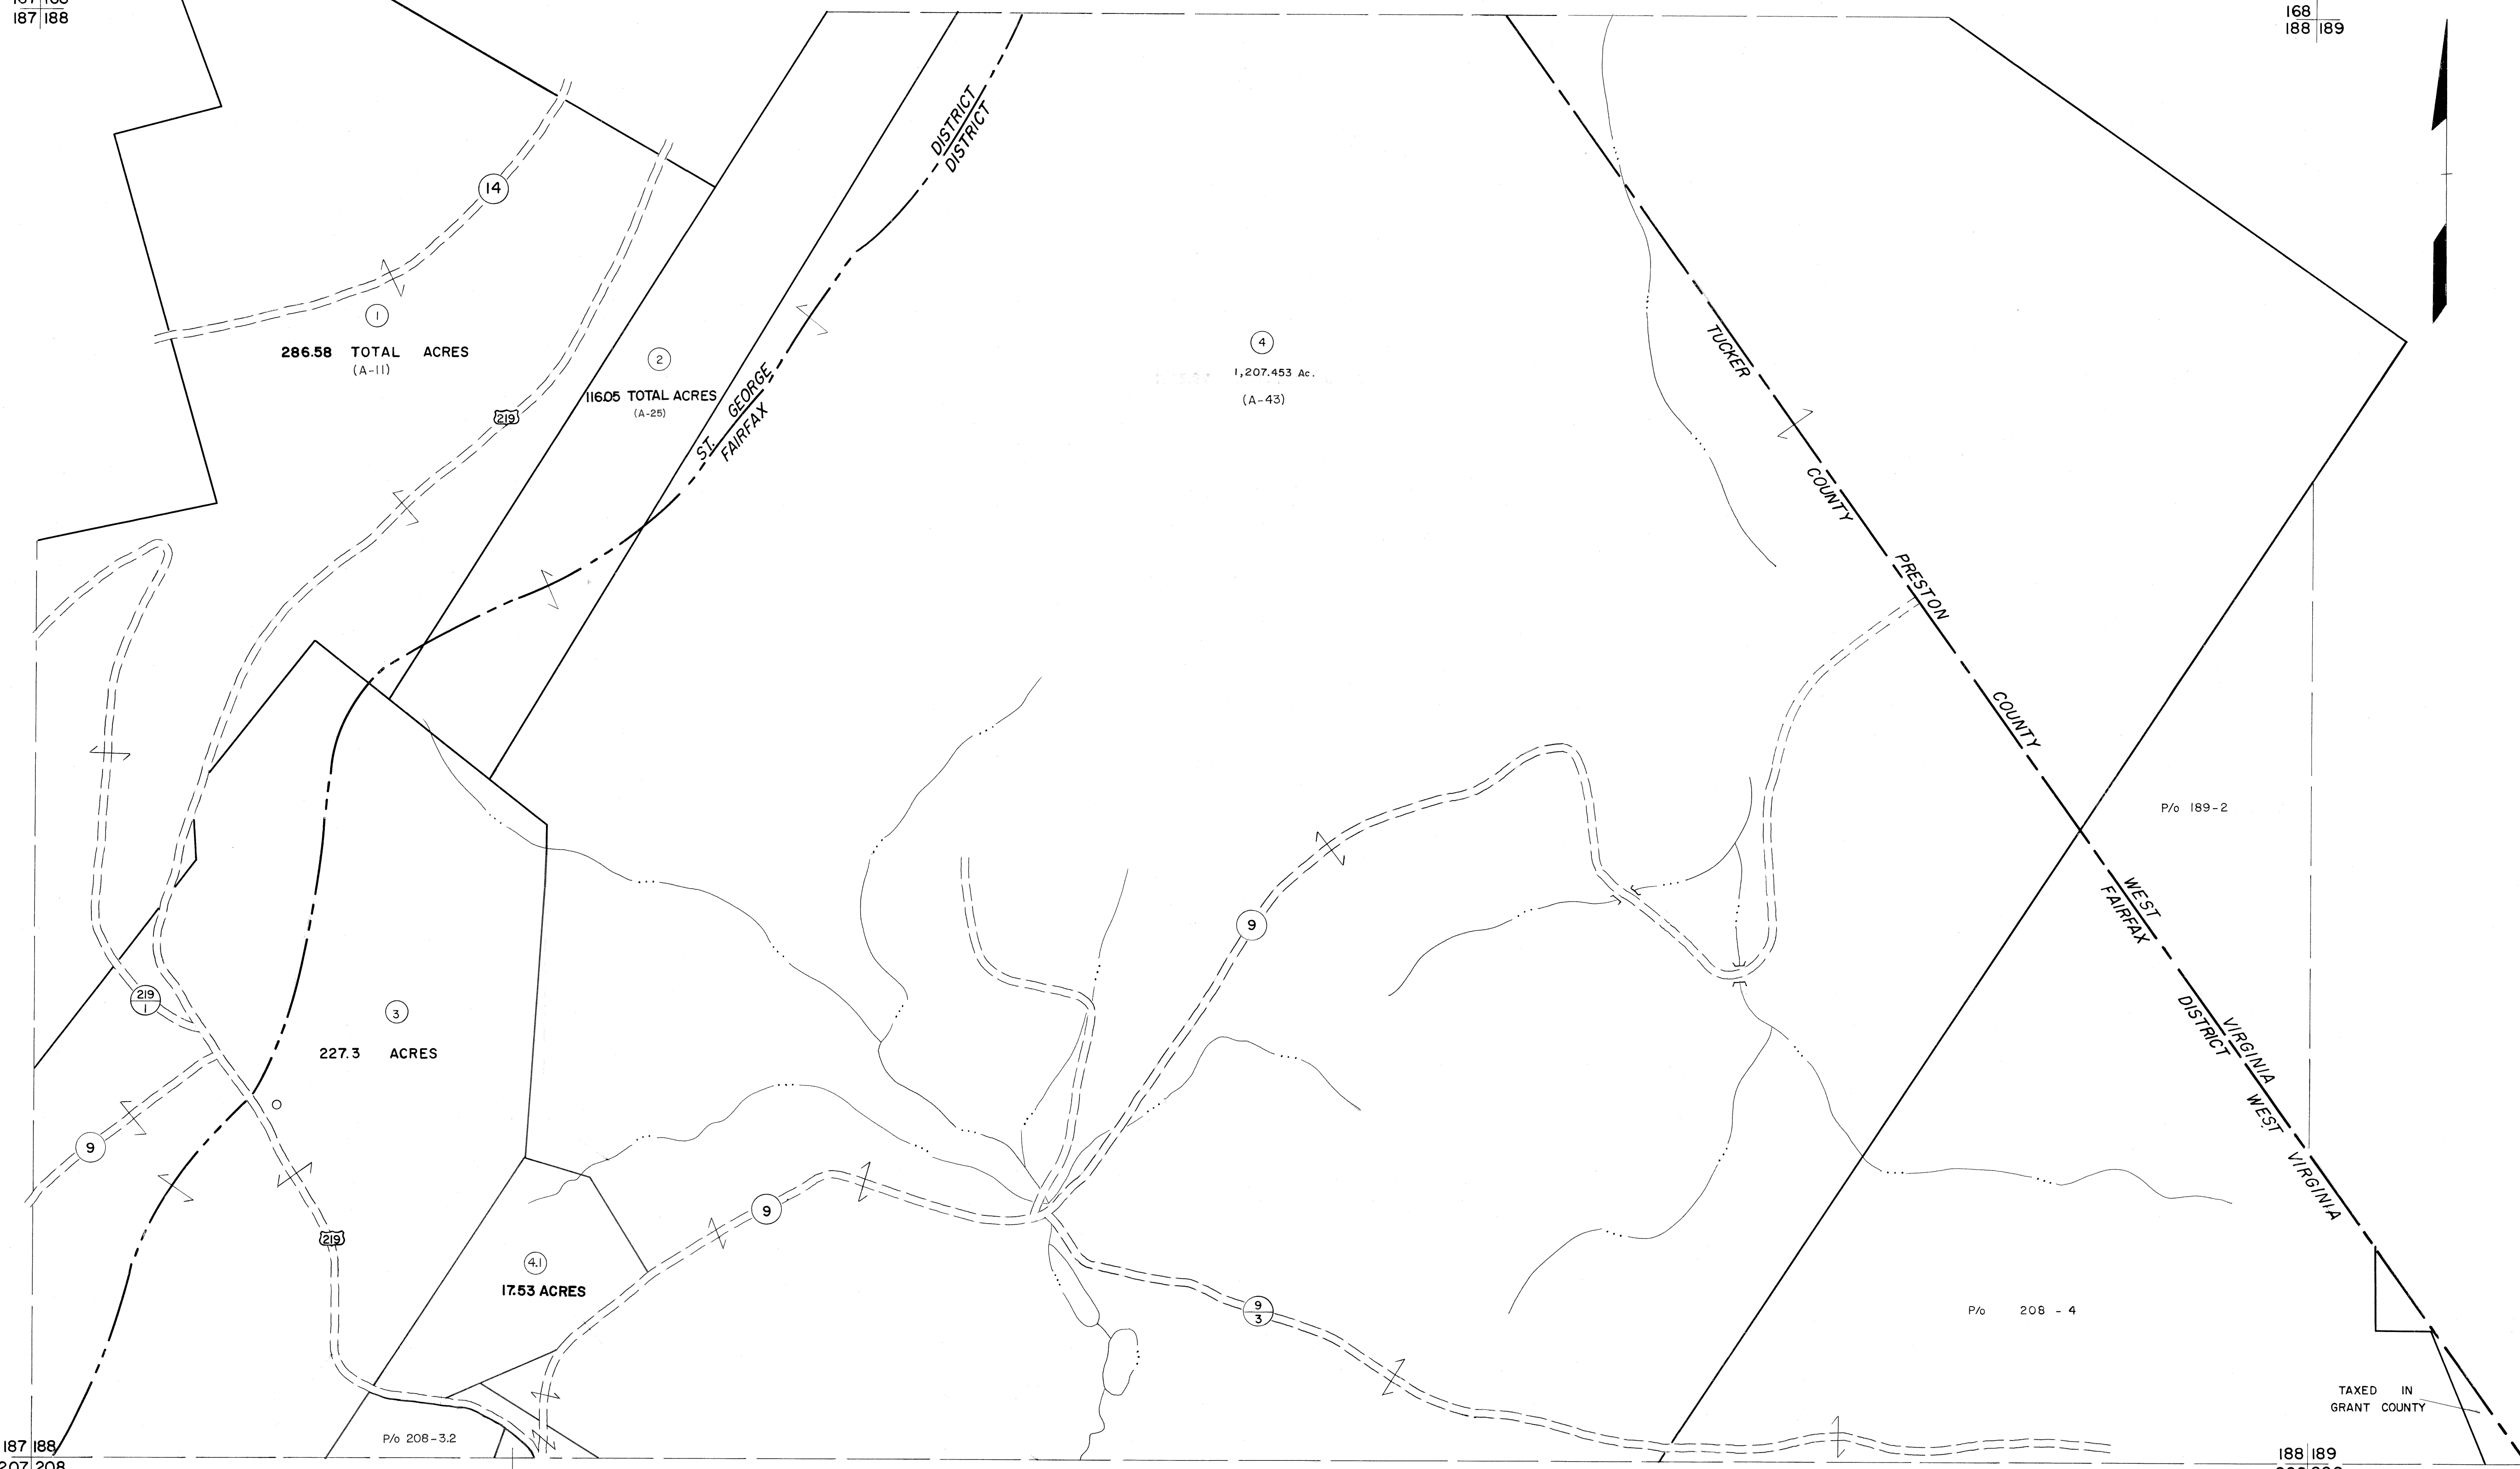 187 188
168
188 189
DISTRICT
DISTRICT
14
1
286.58 TOTAL ACRES
(A-11)
2
116.05 TOTAL ACRES
(A-25)
219
ST. GEORGE
FAIRFAX
4
1,207.453 Ac.
(A-43)
TUCKER COUNTY
PRESTON COUNTY
P/o 189-2
WEST VIRGINIA
FAIRFAX DISTRICT
WEST VIRGINIA
9
219
1
3
227.3 ACRES
9
219
9
4.1
17.53 ACRES
9
3
P/o 208 - 4
TAXED IN
GRANT COUNTY
P/o 208-3.2
187 188
207 208
188 189